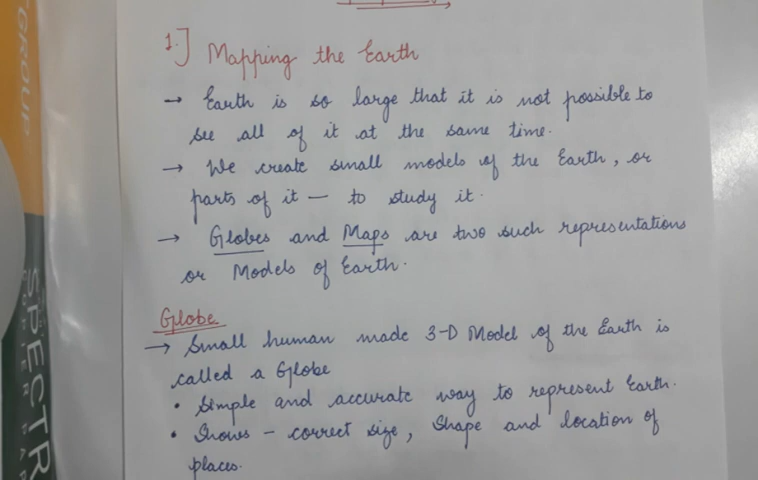 1.] Mapping the Earth
→ Earth is so large that it is not possible to
see all of it at the same time.
→ We create small models of the Earth, or
parts of it — to study it.
→ Globes and Maps are two such representations
or Models of Earth.
Globe
→ Small human made 3-D Model of the Earth is
called a Globe
• Simple and accurate way to represent Earth.
• Shows - correct size, Shape and location of
places.
GROUP
SPECTR